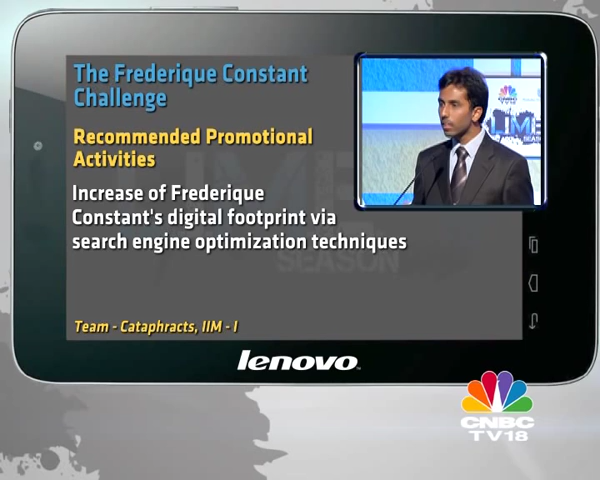 The Frederique Constant
Challenge
Recommended Promotional
Activities
Increase of Frederique
Constant's digital footprint via
search engine optimization techniques
SEASON
Team - Cataphracts, IIM - I
lenovo
CNBC
TV18